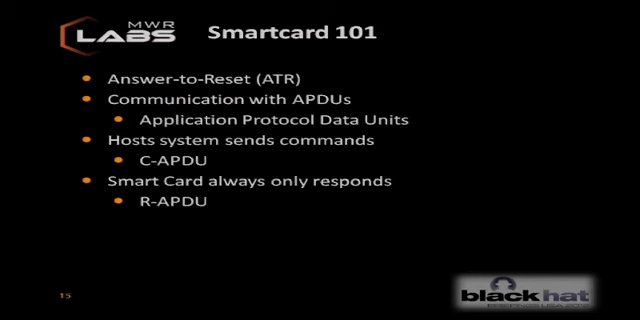 MWR
LABS
Smartcard 101
Answer-to-Reset (ATR)
Communication with APDUs
Application Protocol Data Units
Hosts system sends commands
C-APDU
Smart Card always only responds
R-APDU
15
black hat